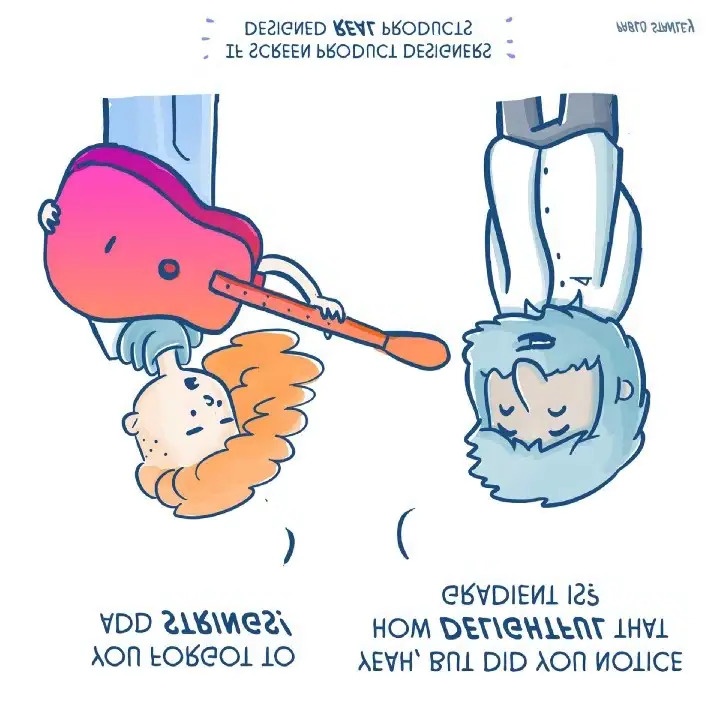 IF SCREEN PRODUCT DESIGNERS
DESIGNED REAL PRODUCTS
PABLO STANLEY
YOU FORGOT TO
ADD STRINGS!
YEAH, BUT DID YOU NOTICE
HOW DELIGHTFUL THAT
GRADIENT IS?